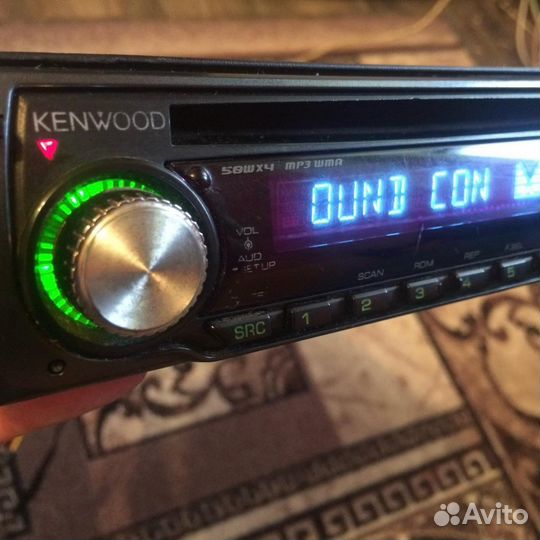 KENWOOD
50WX4 MP3 WMA
OUND CON
VOL
AUD
SETUP
SCAN RDM REP F.SEL
SRC 1 2 3 4 5
Avito